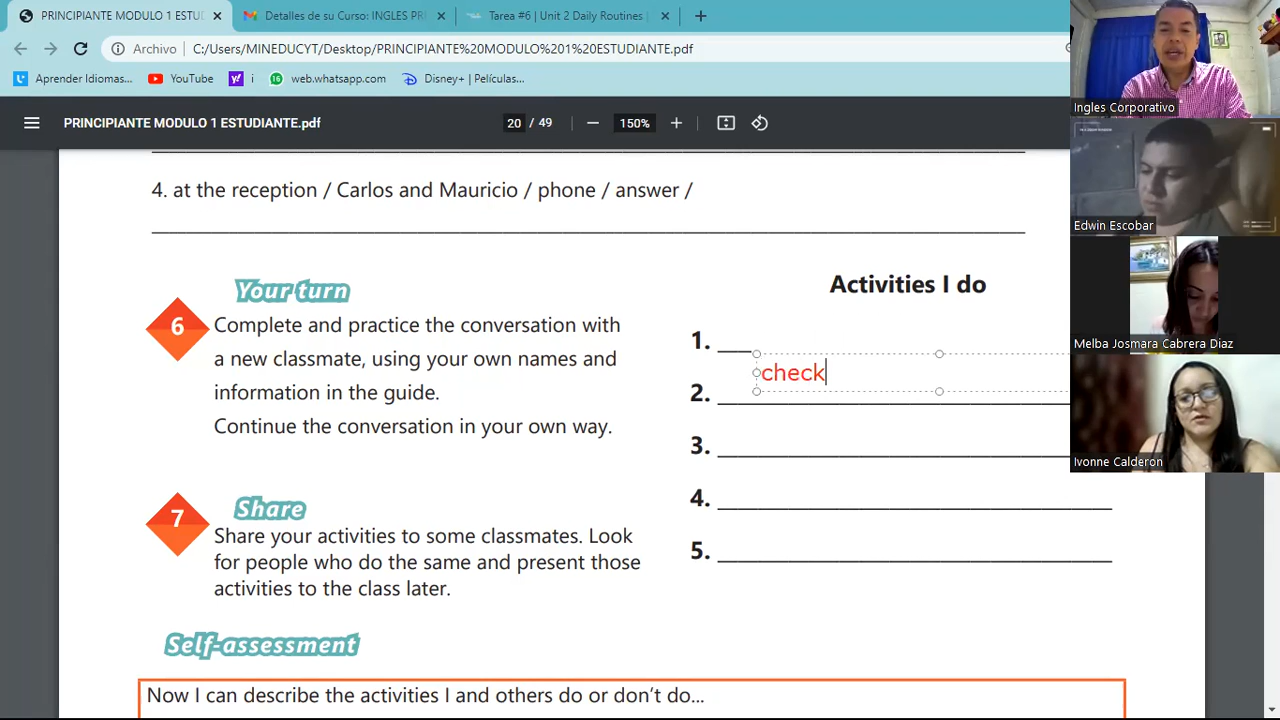 PRINCIPIANTE MODULO 1 ESTUD
Detalles de su Curso: INGLES PRI
Tarea #6 | Unit 2 Daily Routines |
Archivo
C:/Users/MINEDUCYT/Desktop/PRINCIPIANTE%20MODULO%201%20ESTUDIANTE.pdf
Aprender Idiomas...
YouTube
i
web.whatsapp.com
Disney+ | Películas,...
PRINCIPIANTE MODULO 1 ESTUDIANTE.pdf
20 / 49
150%
4. at the reception / Carlos and Mauricio / phone / answer /
Your turn
6
Complete and practice the conversation with
a new classmate, using your own names and
information in the guide.
Continue the conversation in your own way.
7
Share
Share your activities to some classmates. Look
for people who do the same and present those
activities to the class later.
Activities I do
1.
check
2.
3.
4.
5.
Self-assessment
Now I can describe the activities I and others do or don't do...
Ingles Corporativo
Edwin Escobar
Melba Josmara Cabrera Diaz
Ivonne Calderon